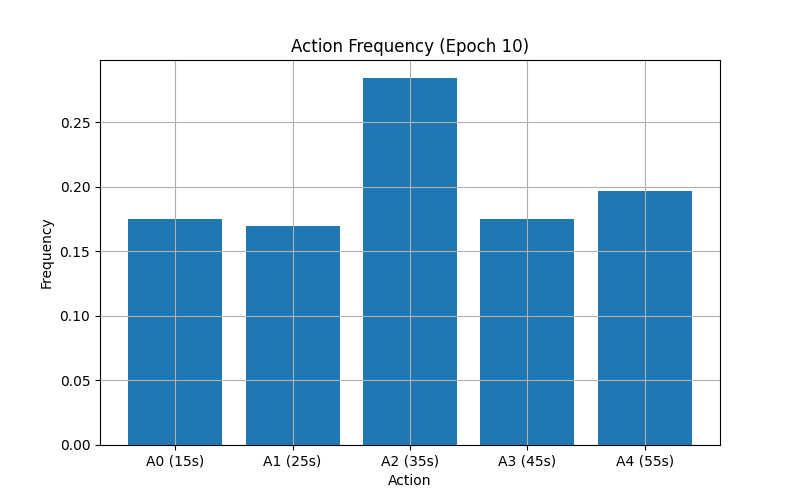 Action Frequency (Epoch 10)
Frequency
0.25
0.20
0.15
0.10
0.05
0.00
A0 (15s) A1 (25s) A2 (35s) A3 (45s) A4 (55s)
Action